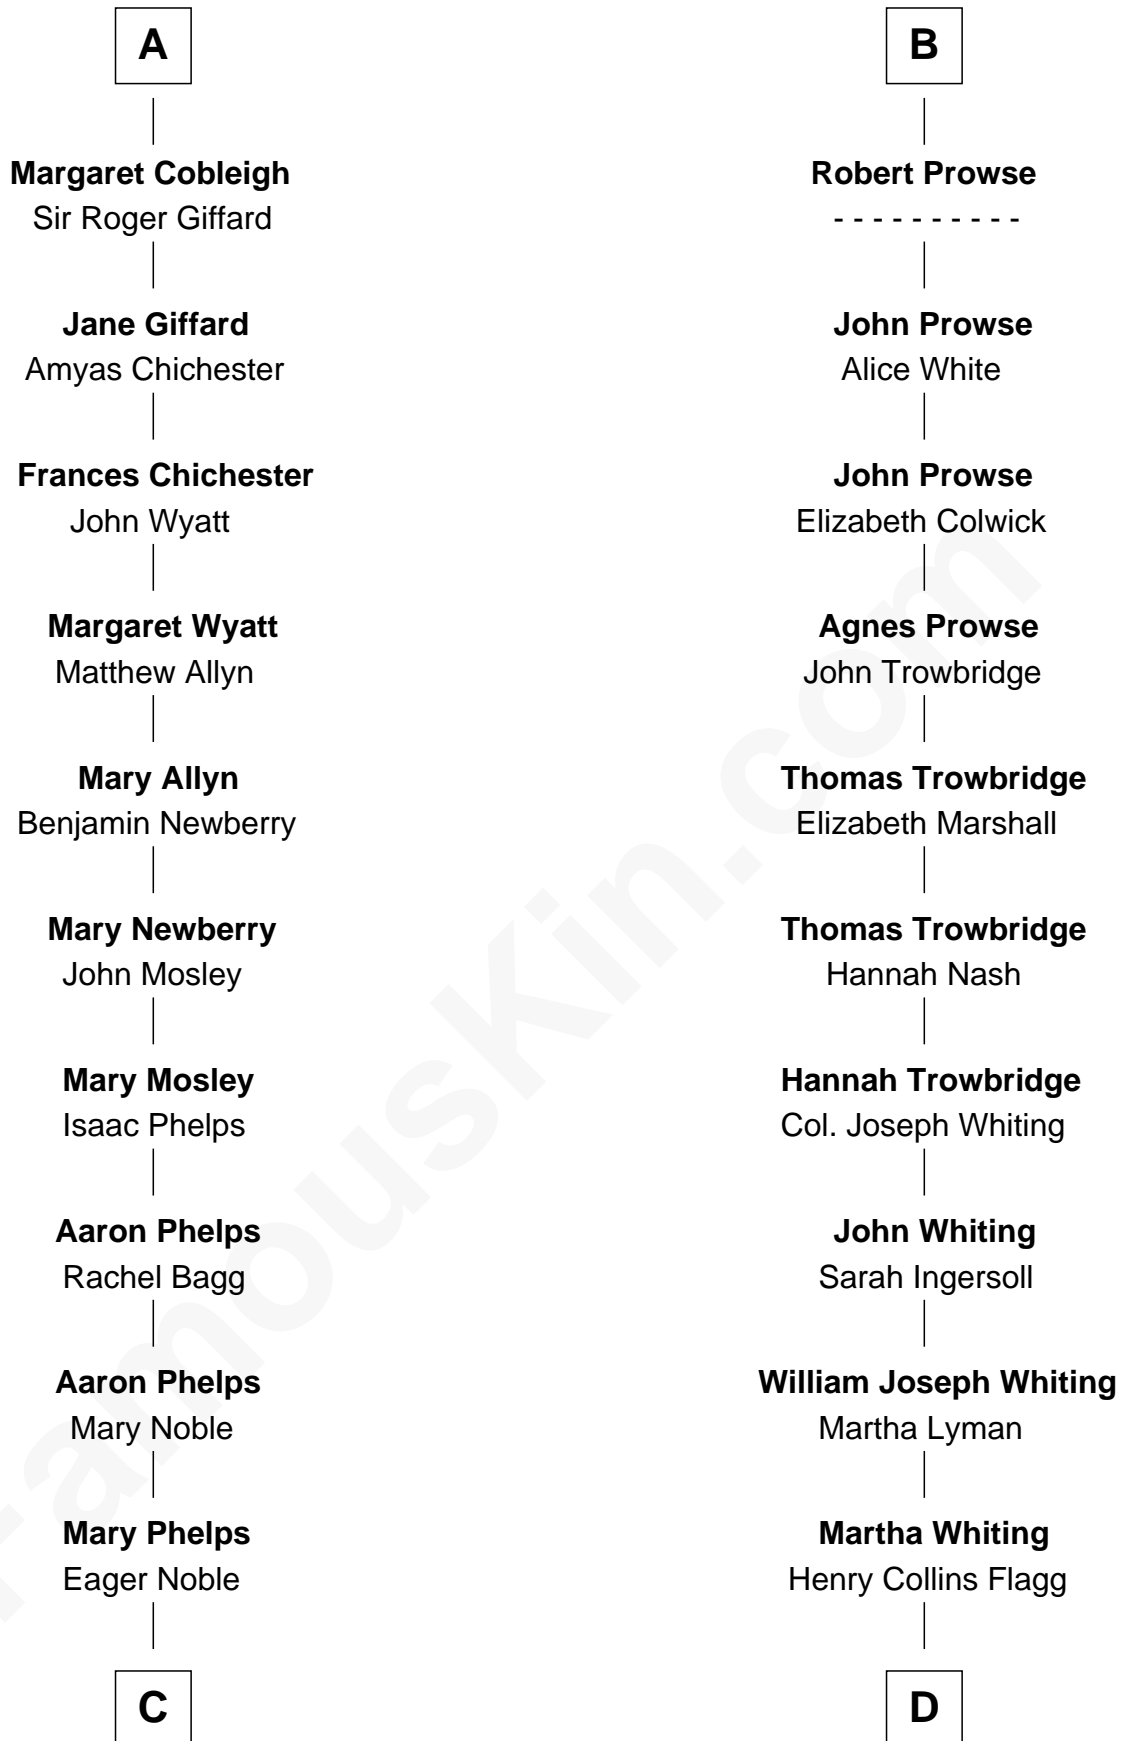 A
Margaret Cobleigh
Sir Roger Giffard
Jane Giffard
Amyas Chichester
Frances Chichester
John Wyatt
Margaret Wyatt
Matthew Allyn
Mary Allyn
Benjamin Newberry
Mary Newberry
John Mosley
Mary Mosley
Isaac Phelps
Aaron Phelps
Rachel Bagg
Aaron Phelps
Mary Noble
Mary Phelps
Eager Noble
C
B
Robert Prowse
- - - - - - - - - -
John Prowse
Alice White
John Prowse
Elizabeth Colwick
Agnes Prowse
John Trowbridge
Thomas Trowbridge
Elizabeth Marshall
Thomas Trowbridge
Hannah Nash
Hannah Trowbridge
Col. Joseph Whiting
John Whiting
Sarah Ingersoll
William Joseph Whiting
Martha Lyman
Martha Whiting
Henry Collins Flagg
D
FamousKin.com